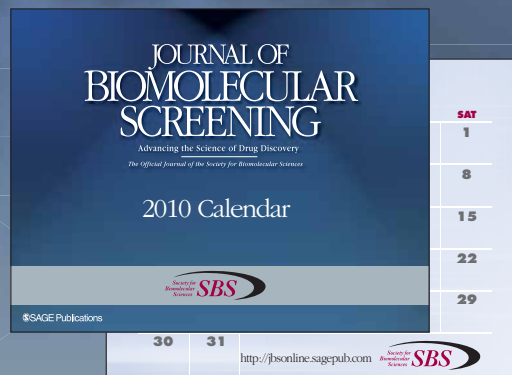 JOURNAL OF
BIOMOLECULAR
SCREENING
Advancing the Science of Drug Discovery
The Official Journal of the Society for Biomolecular Sciences
2010 Calendar
Society for
Biomolecular
Sciences
SBS
SAGE Publications
SAT
1
8
15
22
29
30 31
http://jbsonline.sagepub.com
Society for
Biomolecular
Sciences
SBS